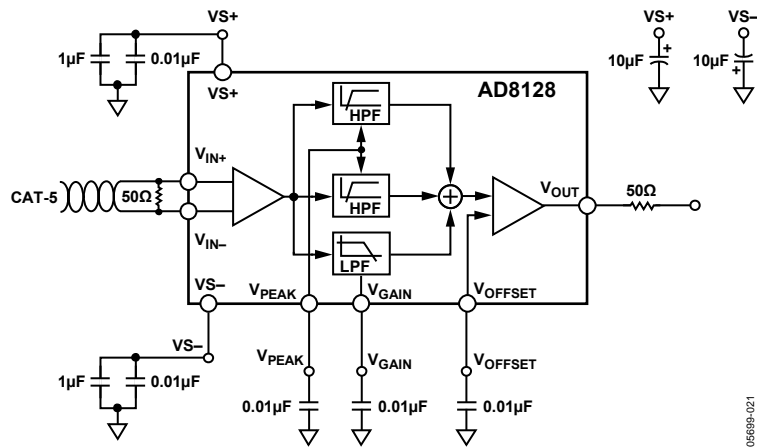 VS+
1µF
0.01µF
VS+
VS+
VS–
10µF
+
10µF
+
AD8128
HPF
VIN+
CAT-5
50Ω
HPF
VOUT
50Ω
VIN–
LPF
VS–
VPEAK
VGAIN
VOFFSET
VS–
1µF
0.01µF
VPEAK
VGAIN
VOFFSET
0.01µF
0.01µF
0.01µF
05699-021